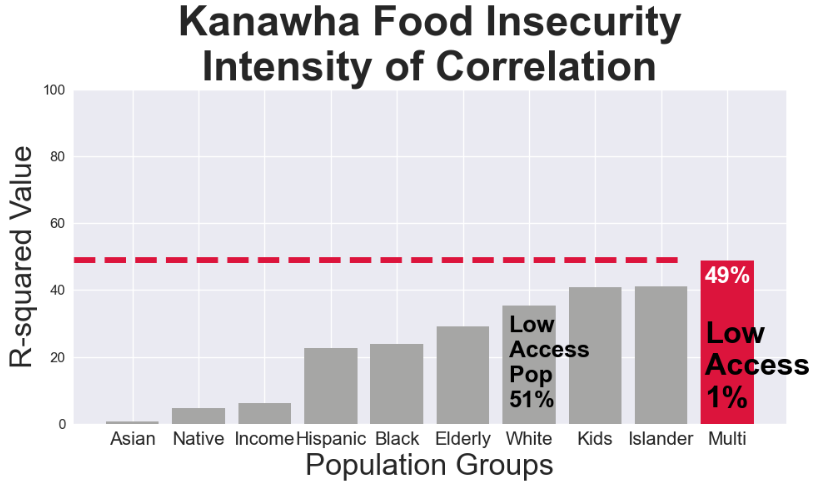 Kanawha Food Insecurity
Intensity of Correlation
R-squared Value
100
80
60
40
20
0
49%
Low
Access
Pop
51%
Low
Access
1%
Asian Native Income Hispanic Black Elderly White Kids Islander Multi
Population Groups